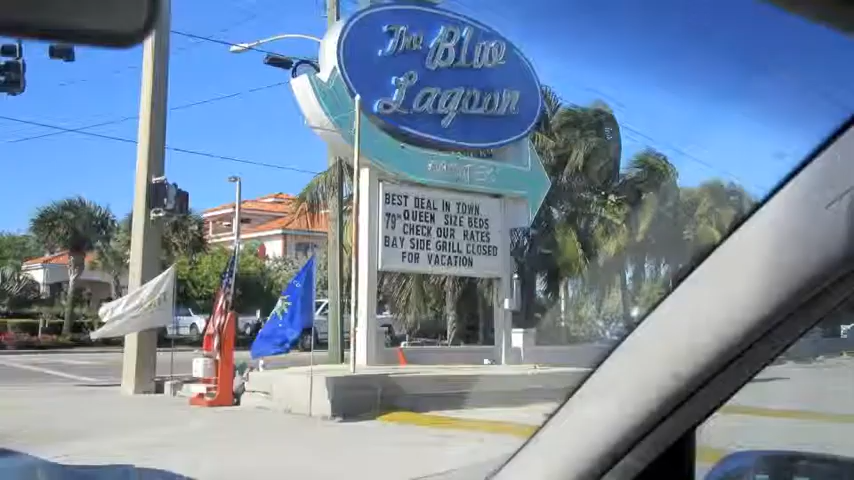 The Blue
Lagoon
BEST DEAL IN TOWN
QUEEN SIZE BEDS
79⁰⁰ CHECK OUR RATES
BAY SIDE GRILL CLOSED
FOR VACATION